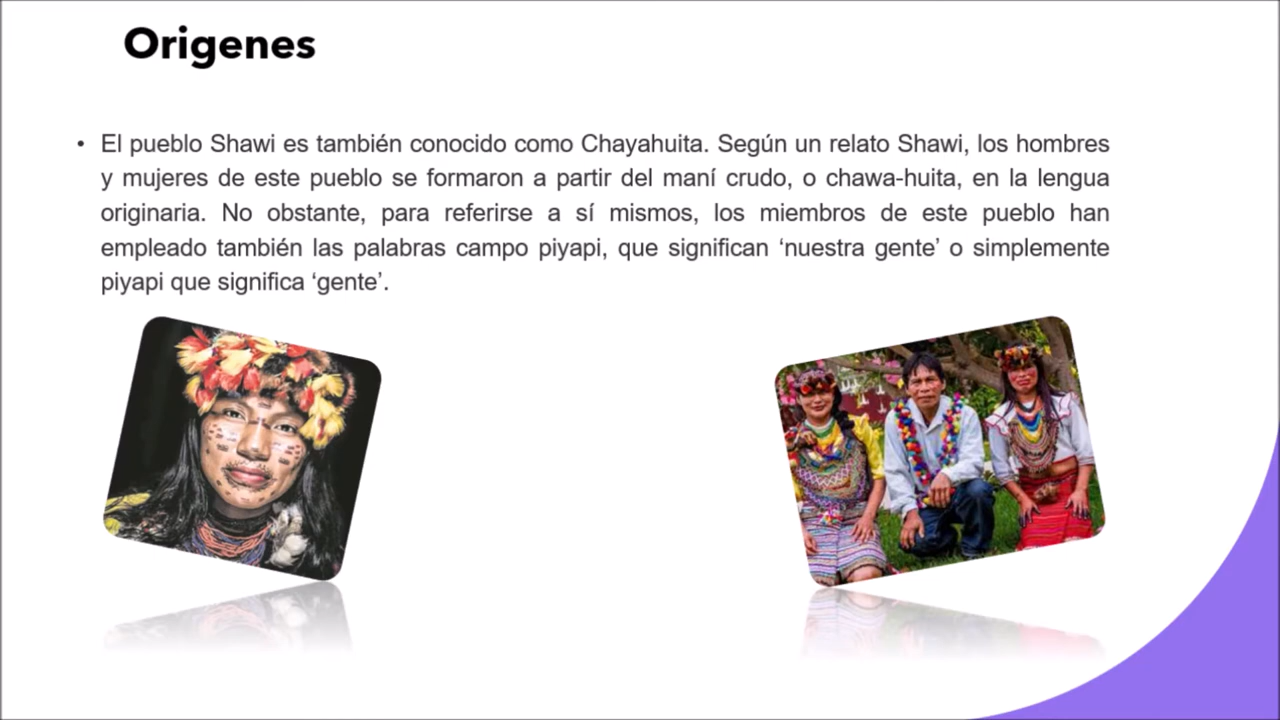 Origenes
• El pueblo Shawi es también conocido como Chayahuita. Según un relato Shawi, los hombres
y mujeres de este pueblo se formaron a partir del maní crudo, o chawa-huita, en la lengua
originaria. No obstante, para referirse a sí mismos, los miembros de este pueblo han
empleado también las palabras campo piyapi, que significan ‘nuestra gente’ o simplemente
piyapi que significa ‘gente’.